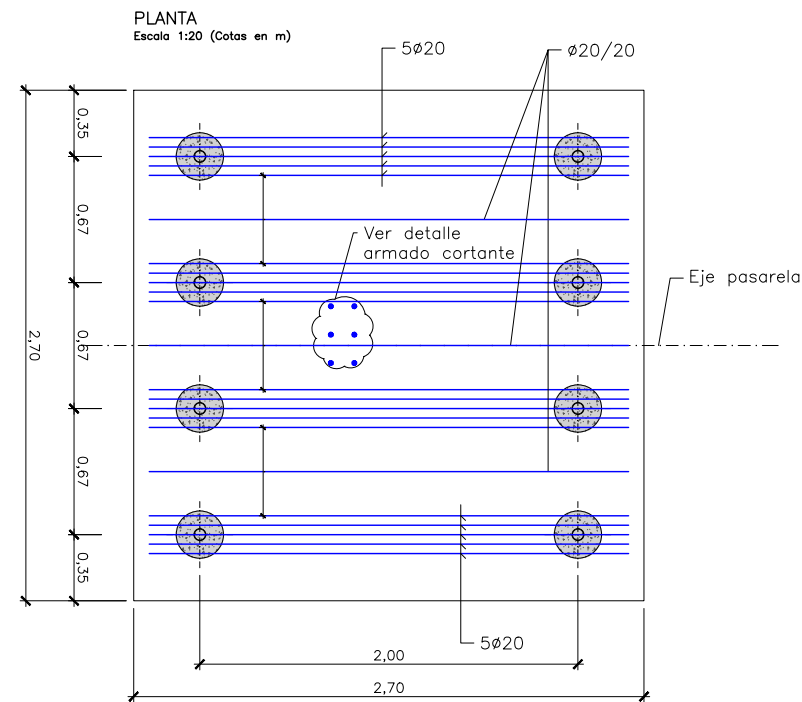 PLANTA
Escala 1:20 (Cotas en m)
5ø20
ø20/20
0,35
0,67
Ver detalle
armado cortante
Eje pasarela
2,70
0,67
0,67
0,35
5ø20
2,00
2,70